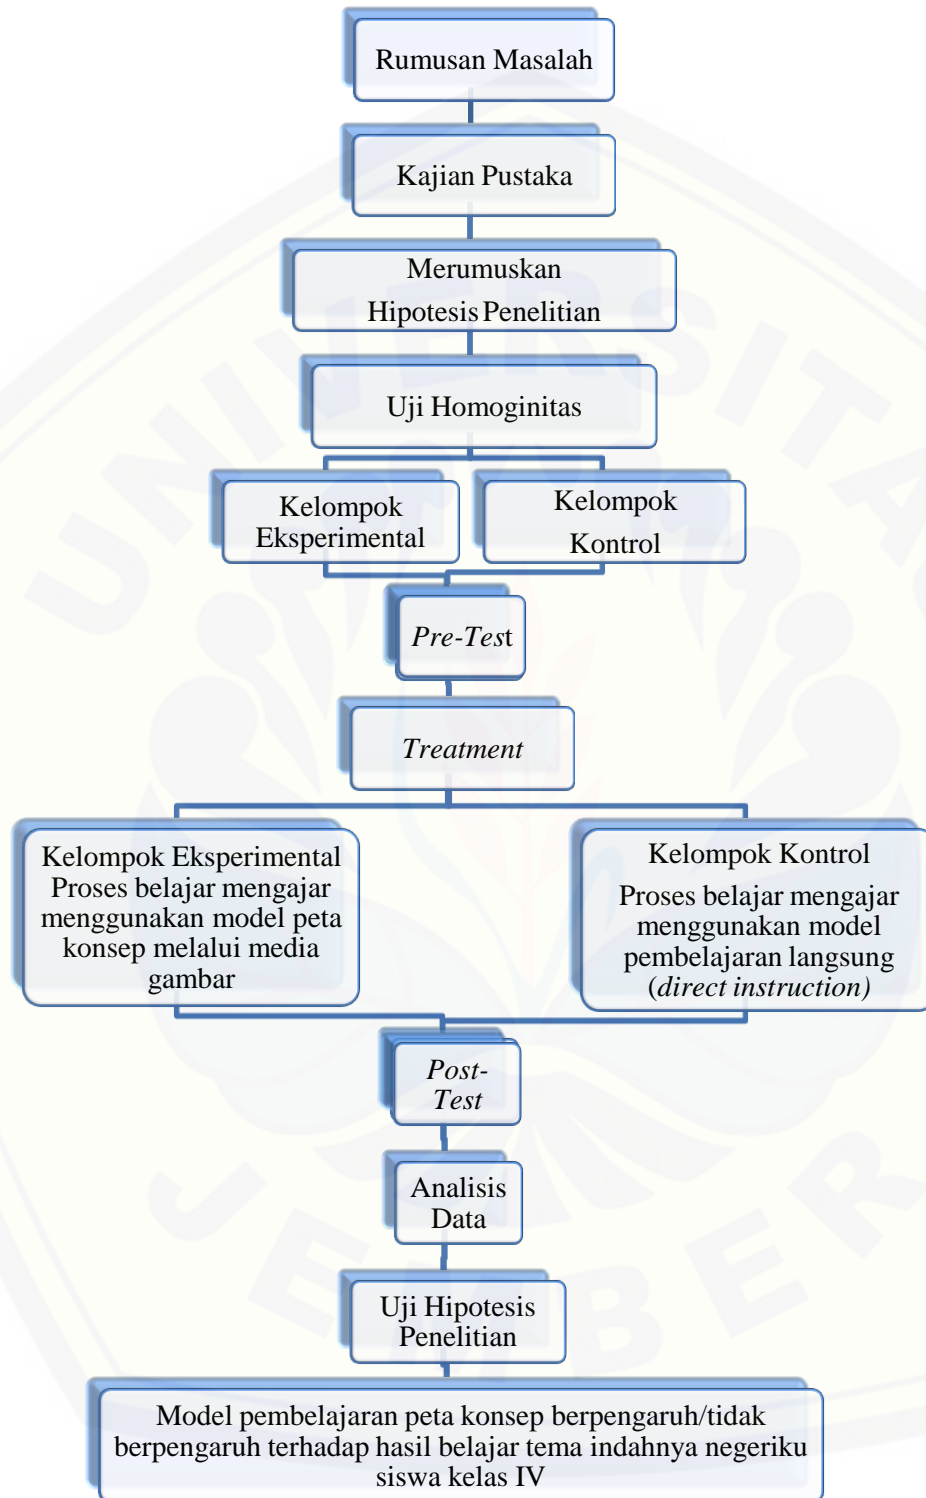 Rumusan Masalah
Kajian Pustaka
Merumuskan
Hipotesis Penelitian
Uji Homoginitas
Kelompok
Eksperimental
Kelompok
Kontrol
Pre-Test
Treatment
Kelompok Eksperimental
Proses belajar mengajar
menggunakan model peta
konsep melalui media
gambar
Kelompok Kontrol
Proses belajar mengajar
menggunakan model
pembelajaran langsung
(direct instruction)
Post-
Test
Analisis
Data
Uji Hipotesis
Penelitian
Model pembelajaran peta konsep berpengaruh/tidak
berpengaruh terhadap hasil belajar tema indahnya negeriku
siswa kelas IV
UNIVERSITAS
JEMBER